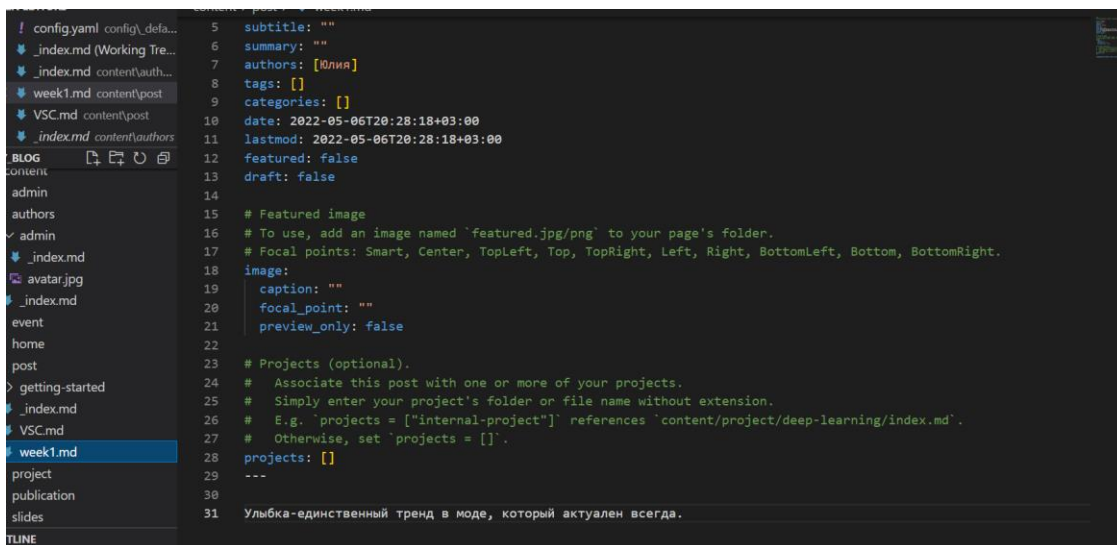 ! config.yaml config\_defa...
_index.md (Working Tre...
_index.md content\auth...
week1.md content\post
VSC.md content\post
_index.md content\authors
BLOG
content
admin
authors
admin
_index.md
avatar.jpg
_index.md
event
home
post
getting-started
_index.md
VSC.md
week1.md
project
publication
slides
TLINE
5 subtitle: ""
6 summary: ""
7 authors: [Юлия]
8 tags: []
9 categories: []
10 date: 2022-05-06T20:28:18+03:00
11 lastmod: 2022-05-06T20:28:18+03:00
12 featured: false
13 draft: false
14
15 # Featured image
16 # To use, add an image named `featured.jpg/png` to your page's folder.
17 # Focal points: Smart, Center, TopLeft, Top, TopRight, Left, Right, BottomLeft, Bottom, BottomRight.
18 image:
19 caption: ""
20 focal_point: ""
21 preview_only: false
22
23 # Projects (optional).
24 # Associate this post with one or more of your projects.
25 # Simply enter your project's folder or file name without extension.
26 # E.g. `projects = ["internal-project"]` references `content/project/deep-learning/index.md`.
27 # Otherwise, set `projects = []`.
28 projects: []
29 ---
30
31 Улыбка-единственный тренд в моде, который актуален всегда.